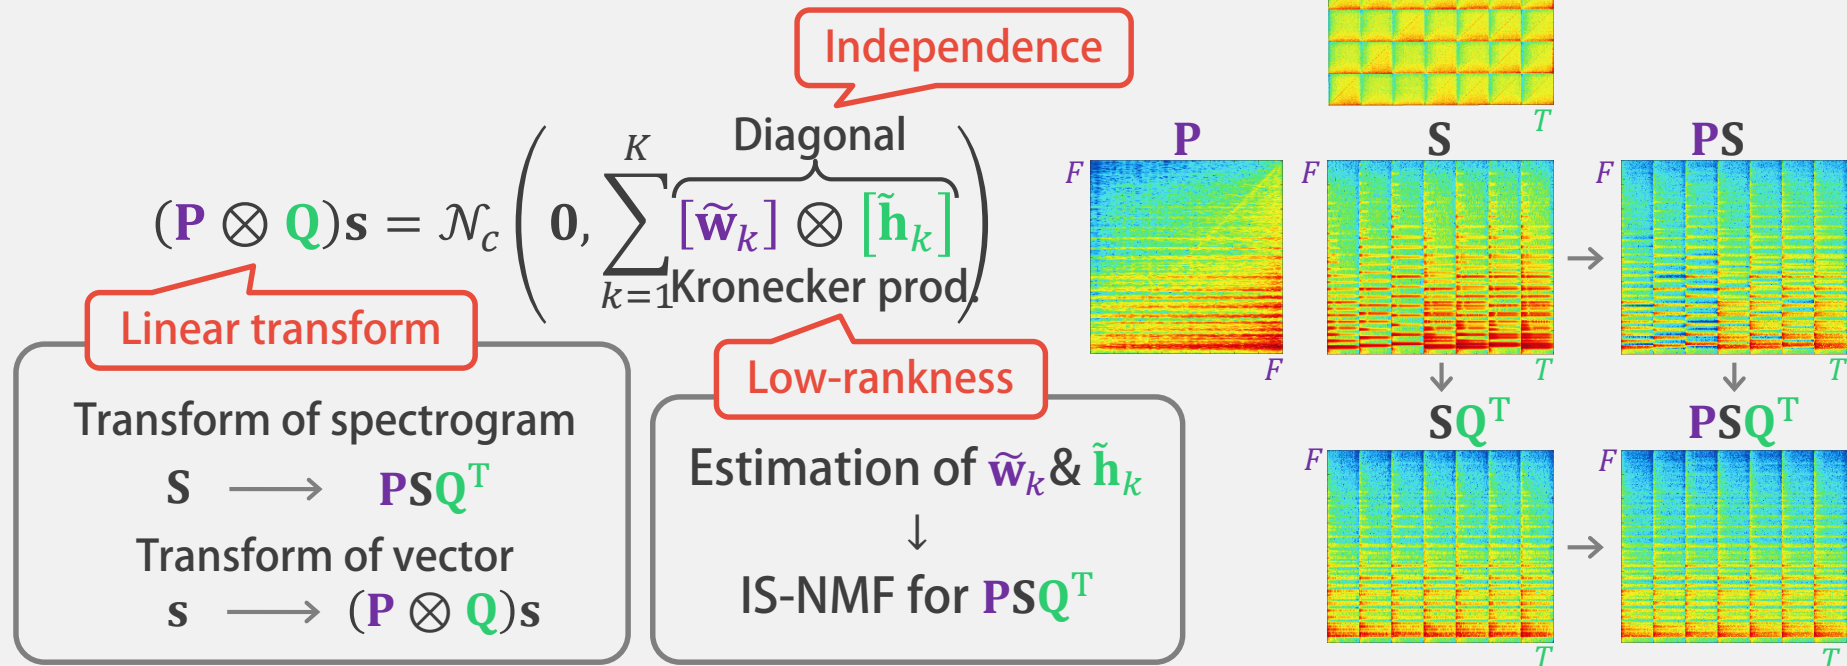 Independence
Diagonal
(P ⊗ Q)s = 𝒩c ( 0, ∑ₖ₌₁ᴷ [w̃ₖ] ⊗ [h̃ₖ] )
Kronecker prod.
Linear transform
Transform of spectrogram
S ⟶ PSQᵀ
Transform of vector
s ⟶ (P ⊗ Q)s
Low-rankness
Estimation of w̃ₖ & h̃ₖ
↓
IS-NMF for PSQᵀ
T
P
F
F
S
F
T
→
PS
F
T
↓
↓
SQᵀ
F
T
→
PSQᵀ
F
T